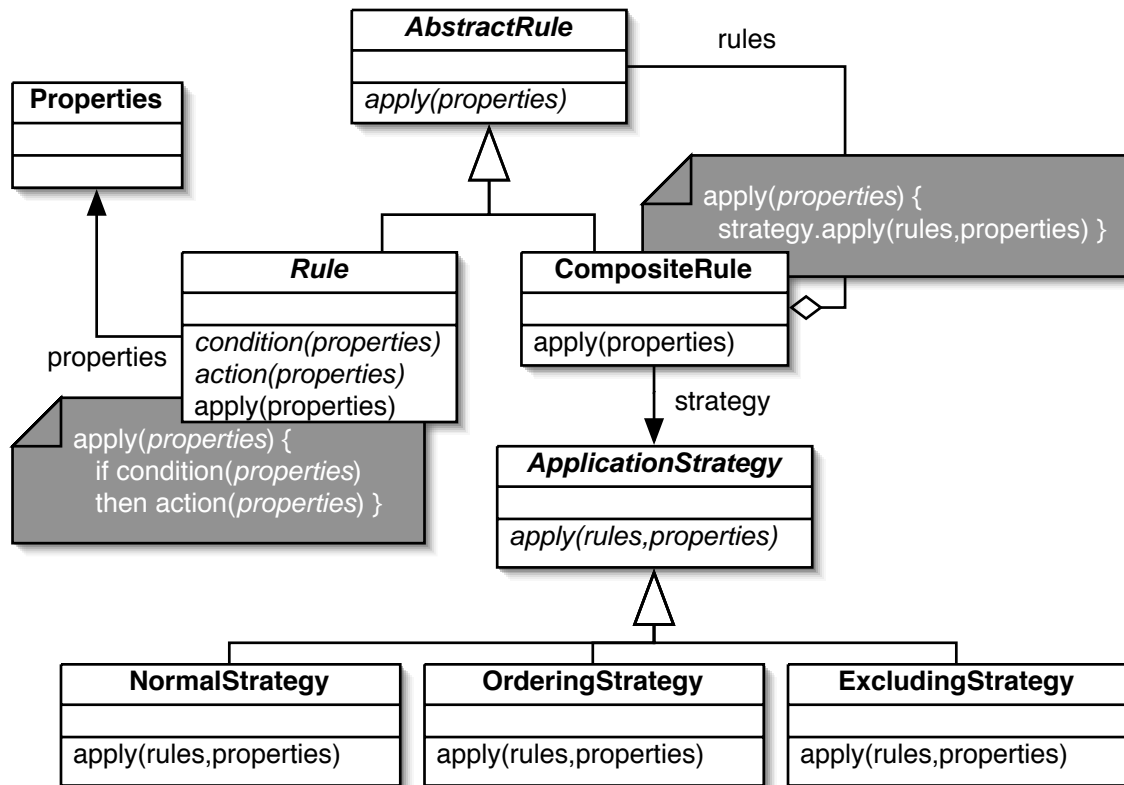 AbstractRule
apply(properties)
rules
Properties
apply(properties) {
strategy.apply(rules,properties) }
Rule
condition(properties)
action(properties)
apply(properties)
CompositeRule
apply(properties)
properties
strategy
apply(properties) {
if condition(properties)
then action(properties) }
ApplicationStrategy
apply(rules,properties)
NormalStrategy
apply(rules,properties)
OrderingStrategy
apply(rules,properties)
ExcludingStrategy
apply(rules,properties)